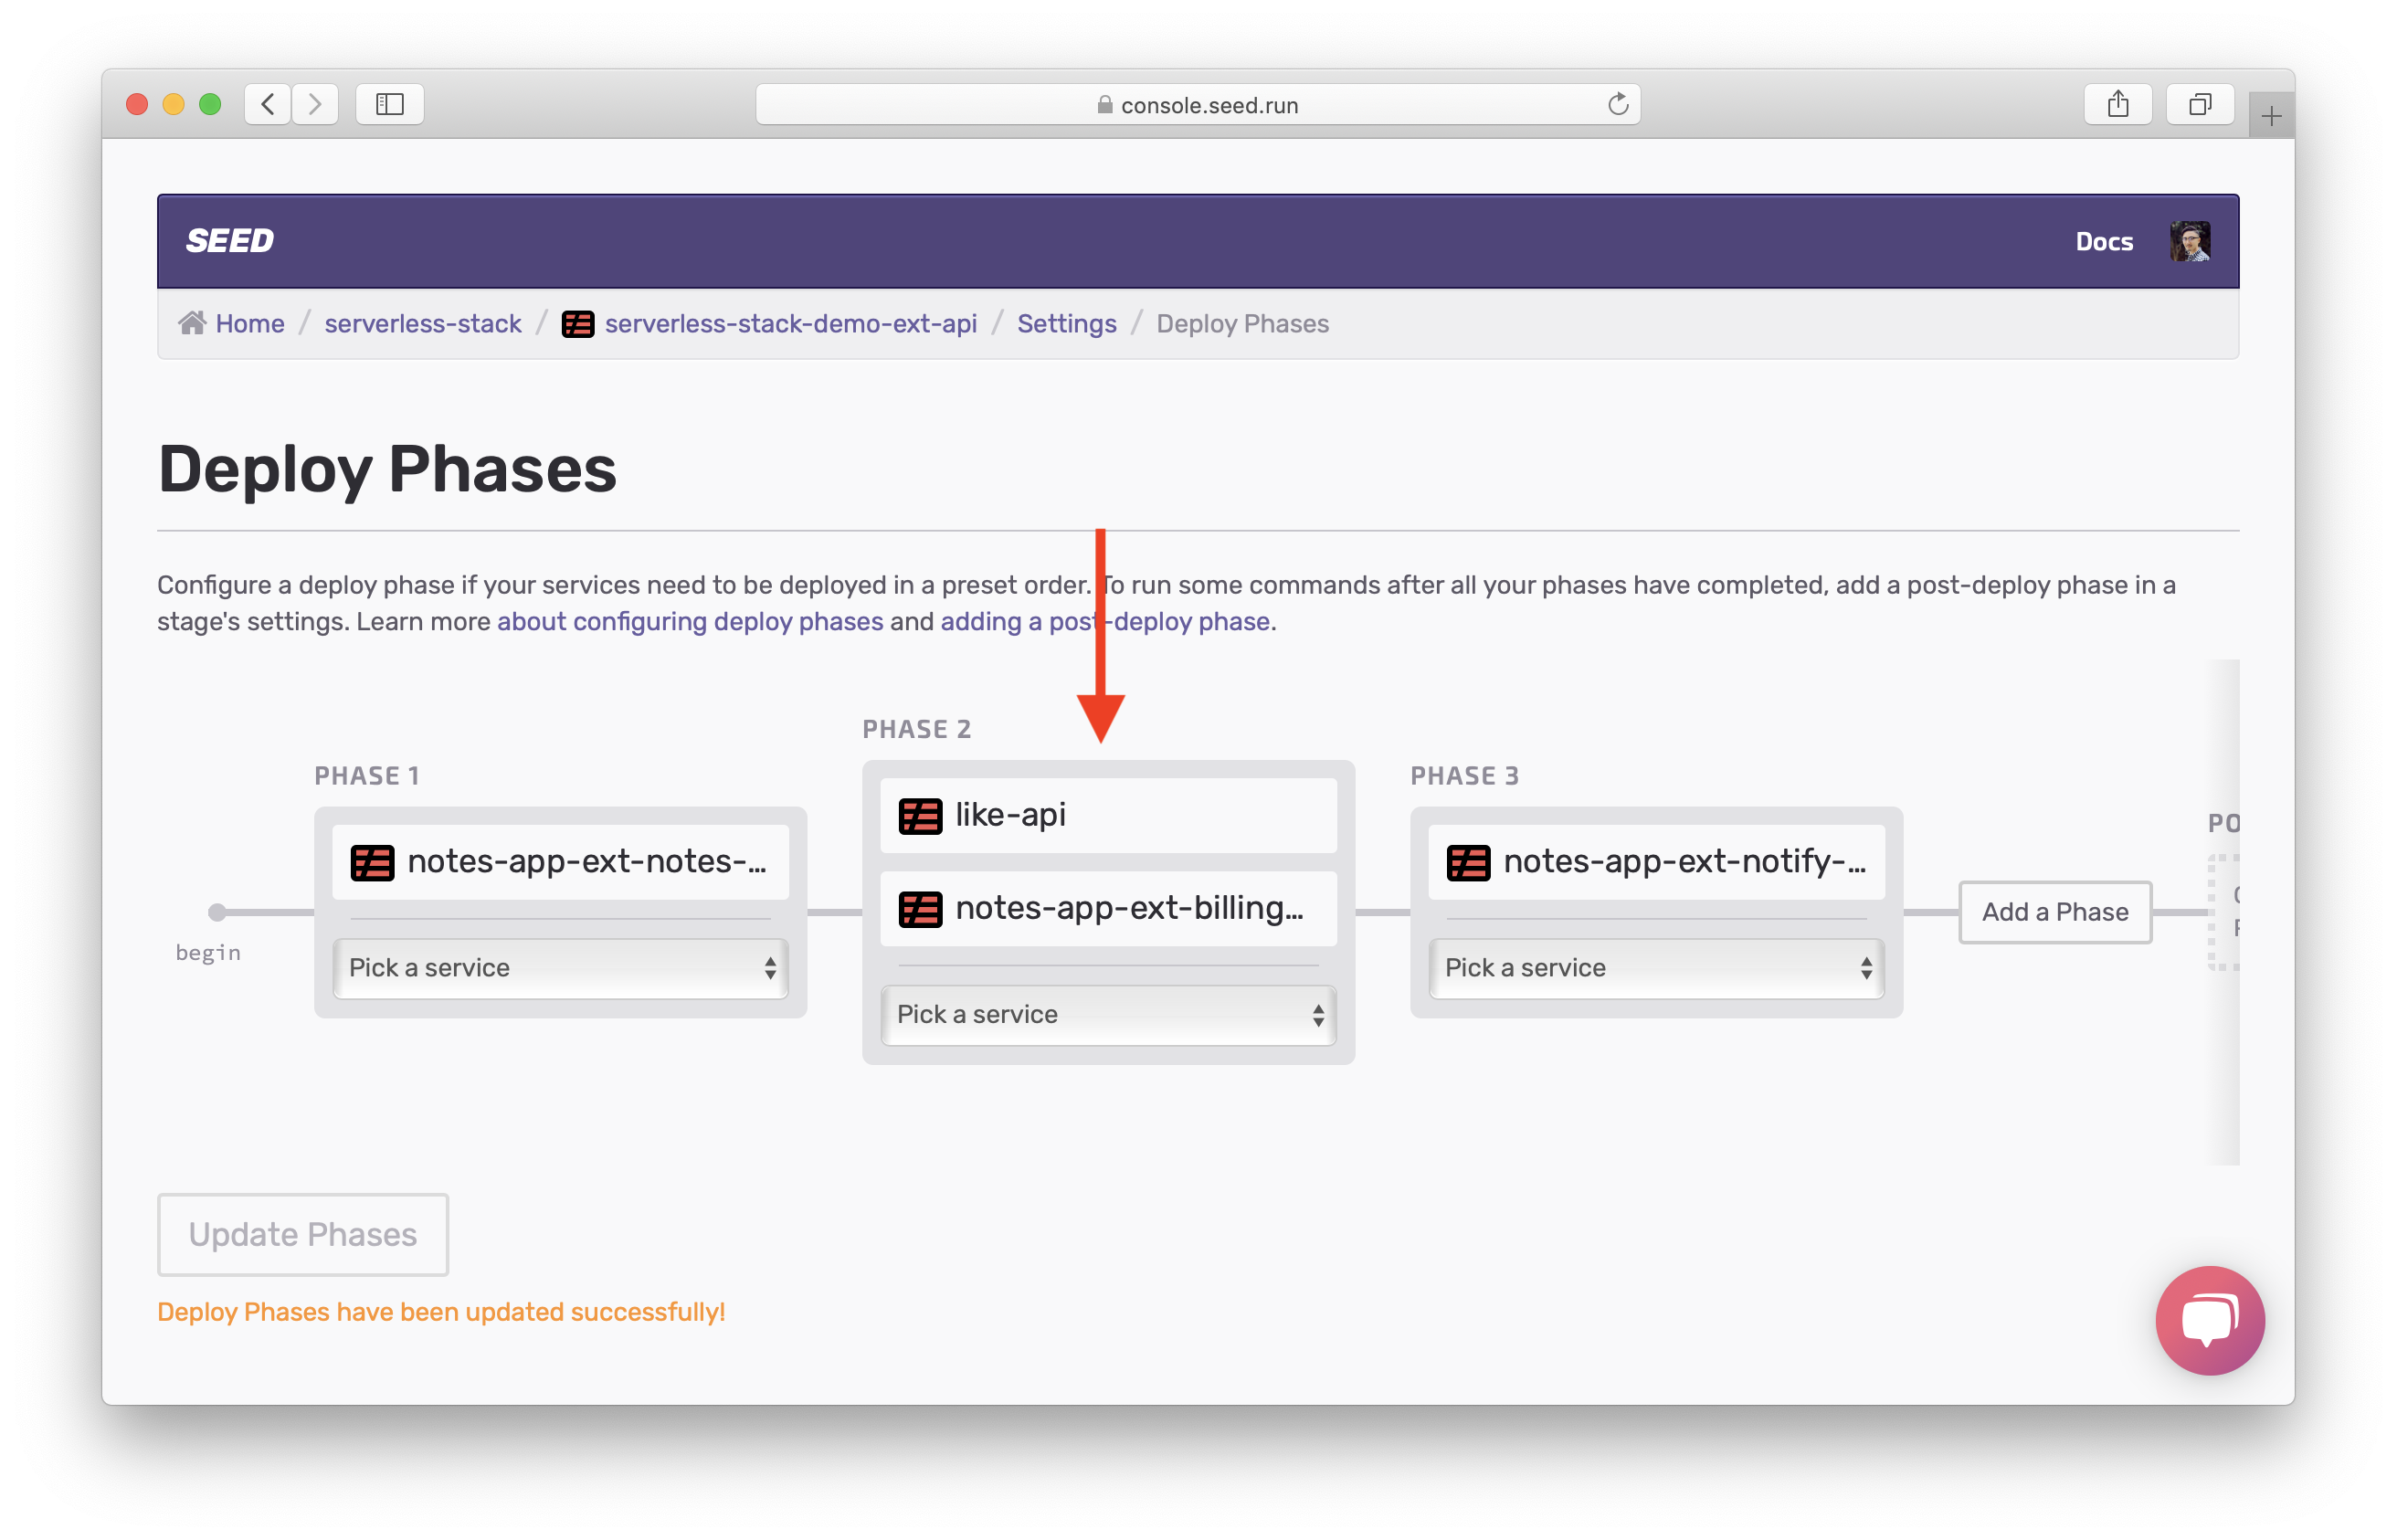 console.seed.run
SEED
Docs
Home / serverless-stack / serverless-stack-demo-ext-api / Settings / Deploy Phases
Deploy Phases
Configure a deploy phase if your services need to be deployed in a preset order. To run some commands after all your phases have completed, add a post-deploy phase in a
stage's settings. Learn more about configuring deploy phases and adding a post-deploy phase.
begin
PHASE 1
notes-app-ext-notes-...
Pick a service
PHASE 2
like-api
notes-app-ext-billing...
Pick a service
PHASE 3
notes-app-ext-notify-...
Pick a service
Add a Phase
PO
Update Phases
Deploy Phases have been updated successfully!